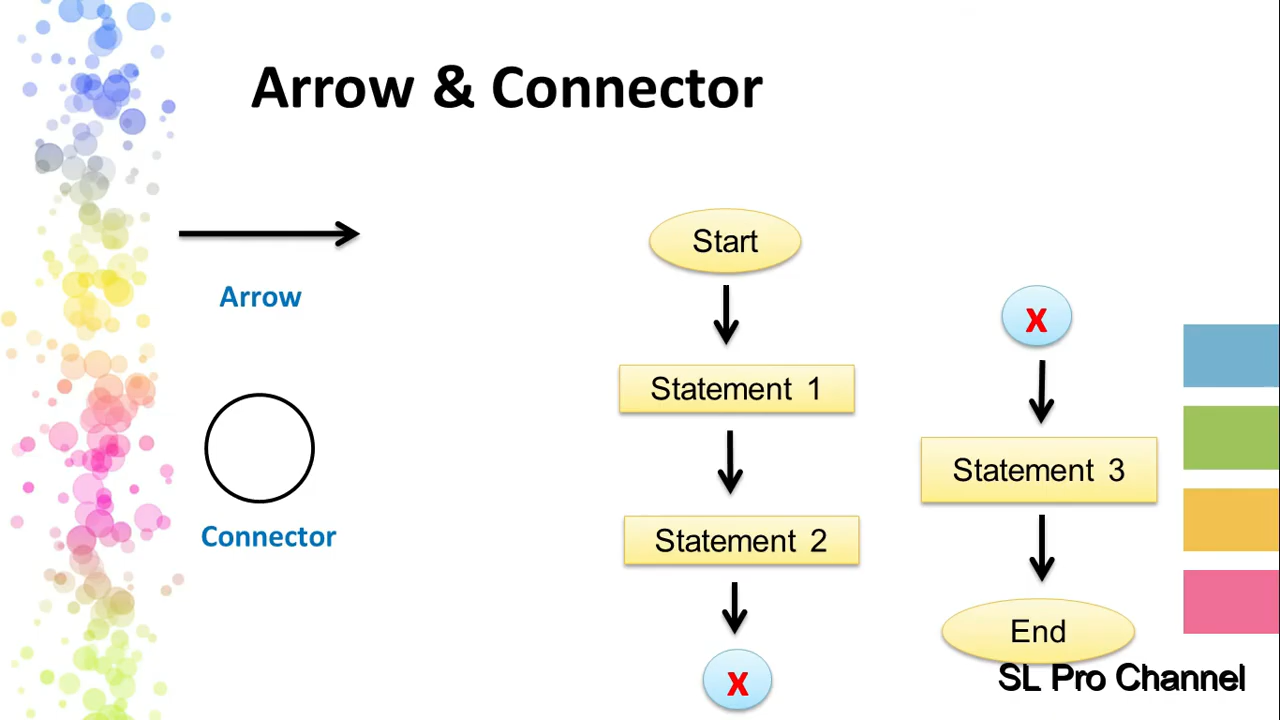 Arrow & Connector
Arrow
Connector
Start
Statement 1
Statement 2
x
x
Statement 3
End
SL Pro Channel